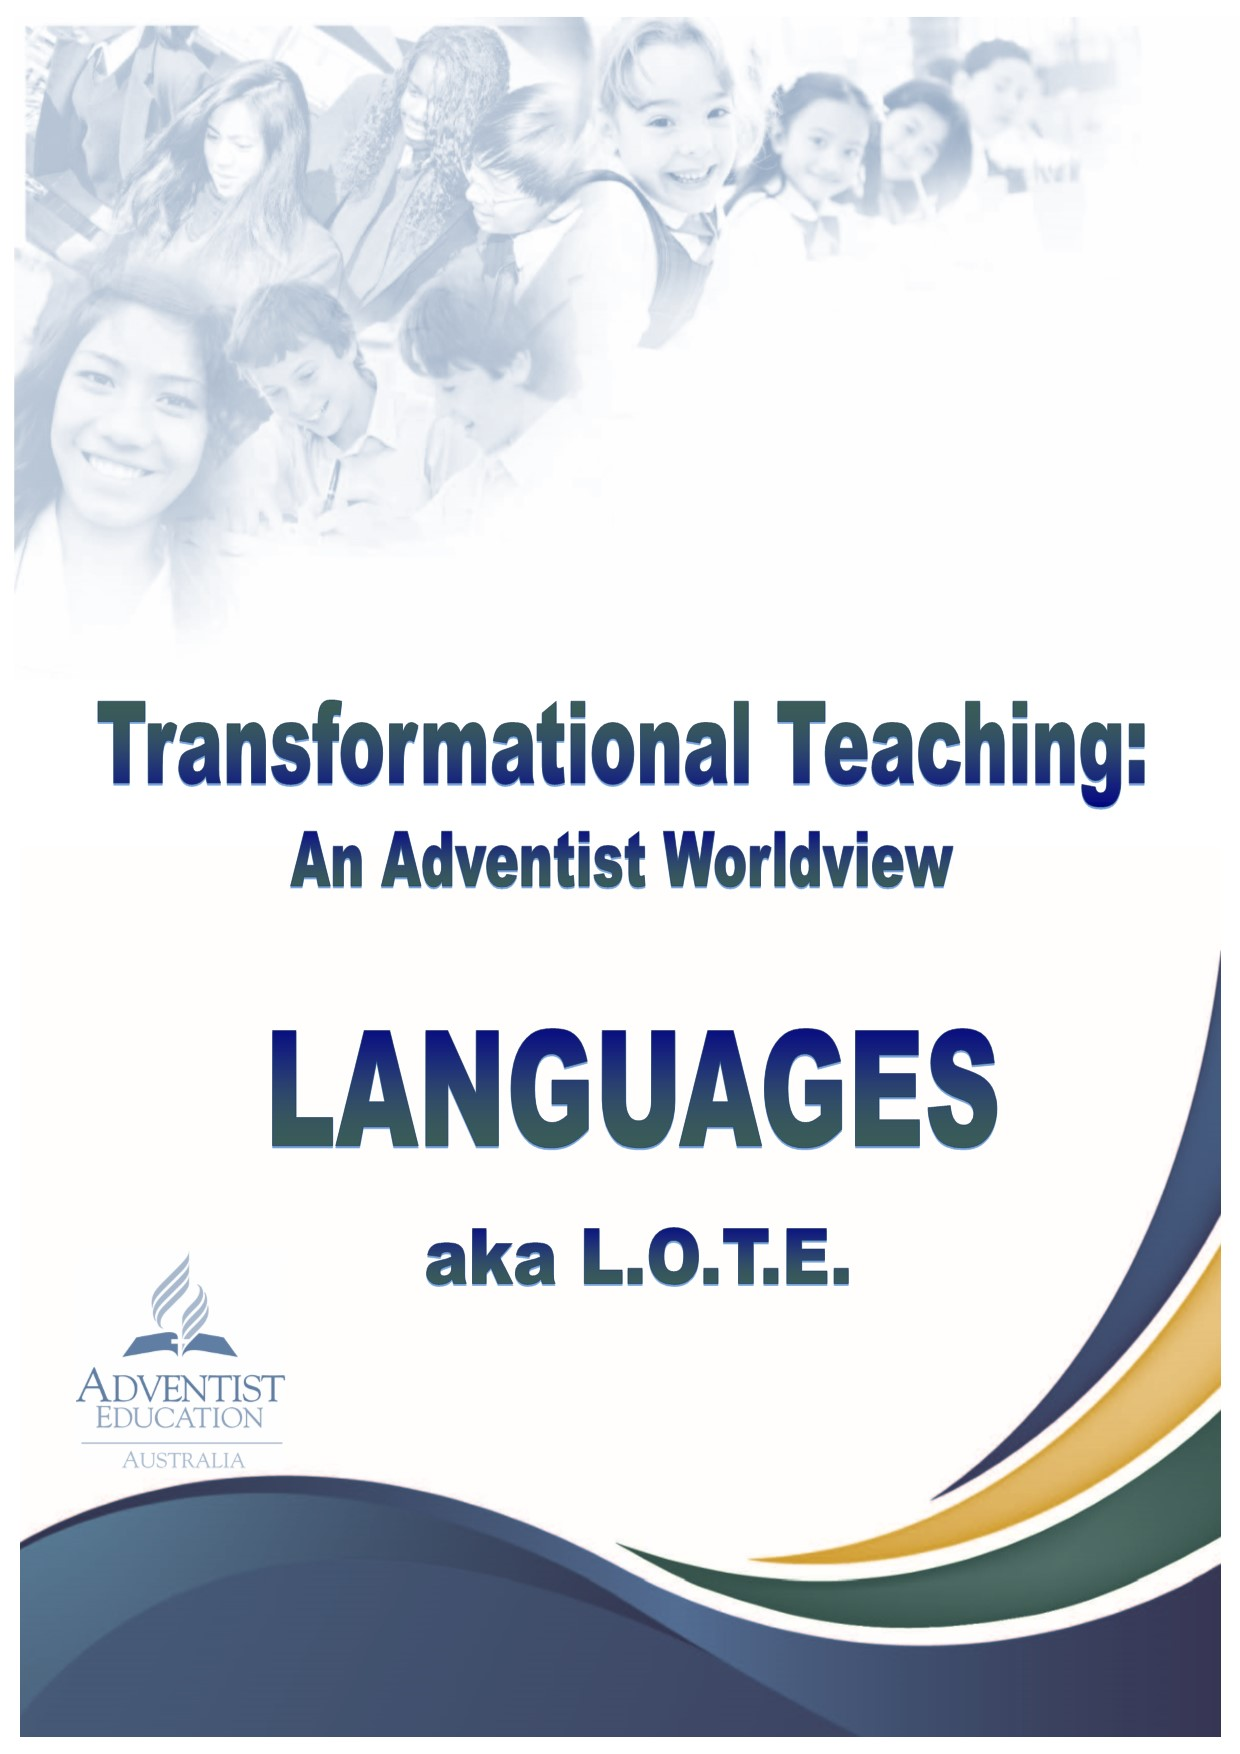 Transformational Teaching:
An Adventist Worldview
LANGUAGES
aka L.O.T.E.
ADVENTIST
EDUCATION
AUSTRALIA